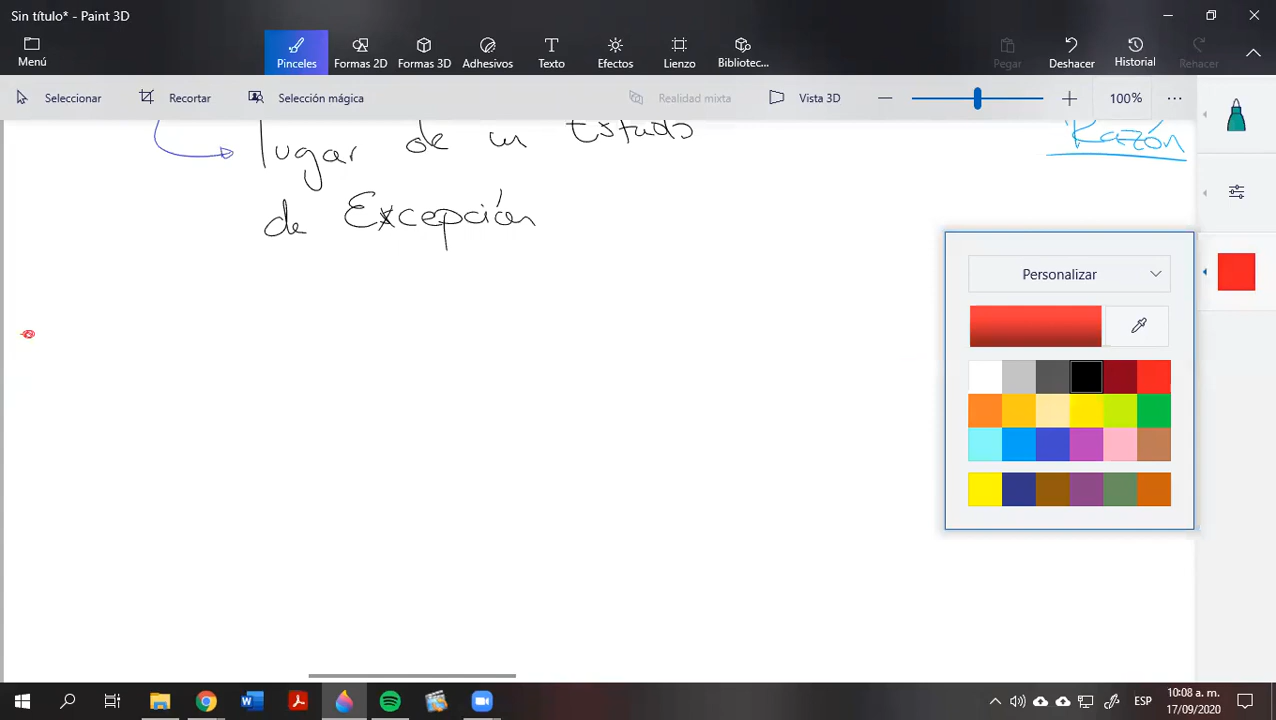 Sin título* - Paint 3D
Menú
Pinceles
Formas 2D
Formas 3D
Adhesivos
Texto
Efectos
Lienzo
Bibliotec...
Pegar
Deshacer
Historial
Rehacer
Seleccionar
Recortar
Selección mágica
Realidad mixta
Vista 3D
100%
lugar de un Estudo
Razón
de Excepción
Personalizar
ESP
10:08 a. m.
17/09/2020